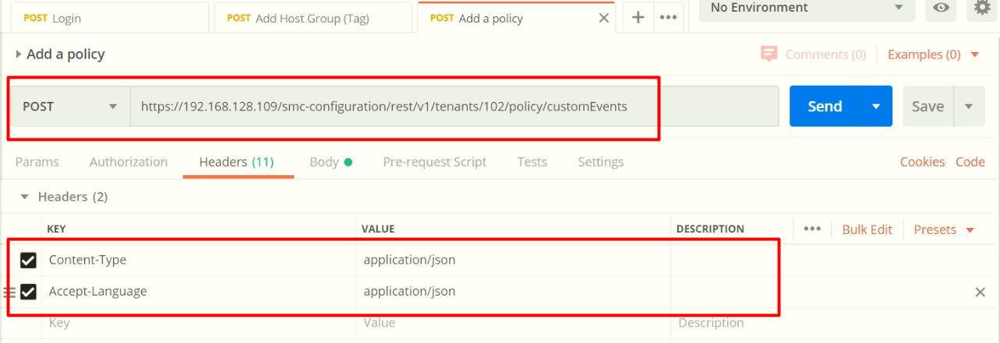 POST Login POST Add Host Group (Tag) POST Add a policy No Environment
Add a policy Comments (0) Examples (0)
POST https://192.168.128.109/smc-configuration/rest/v1/tenants/102/policy/customEvents Send Save
Params Authorization Headers (11) Body Pre-request Script Tests Settings Cookies Code
Headers (2)
KEY VALUE DESCRIPTION Bulk Edit Presets
Content-Type application/json
Accept-Language application/json
Key Value Description